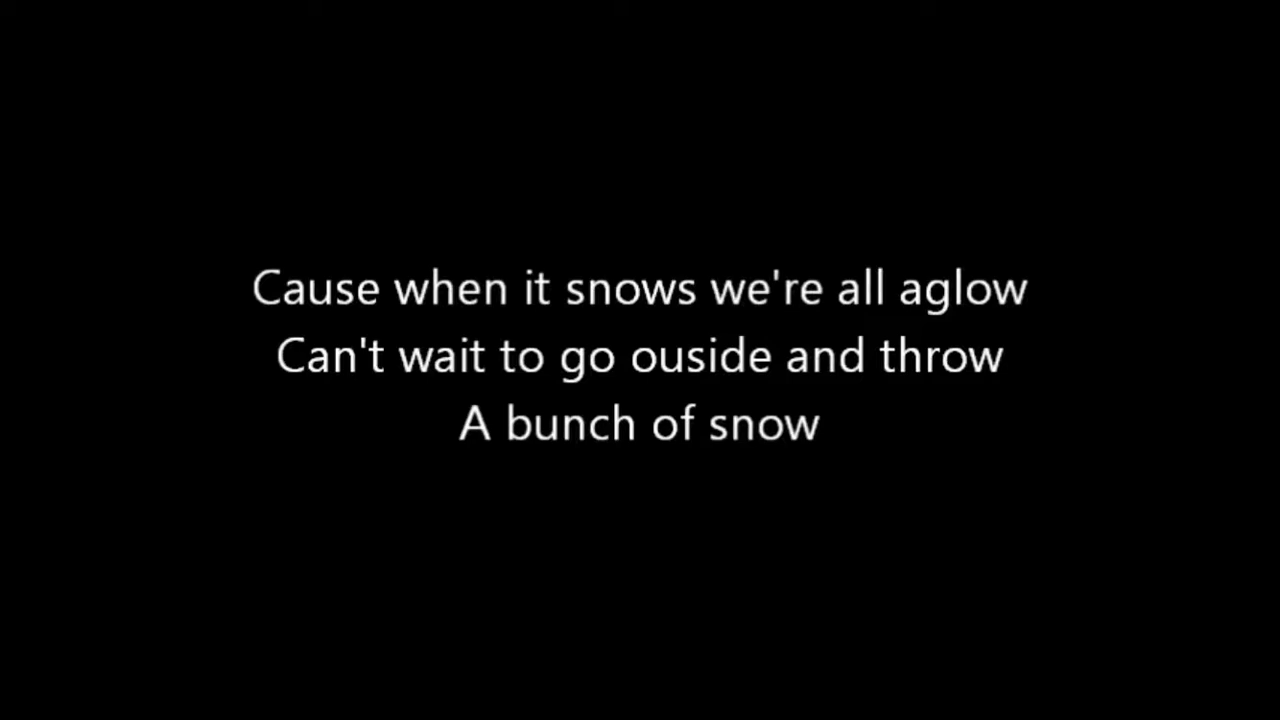 Cause when it snows we're all aglow
Can't wait to go ouside and throw
A bunch of snow